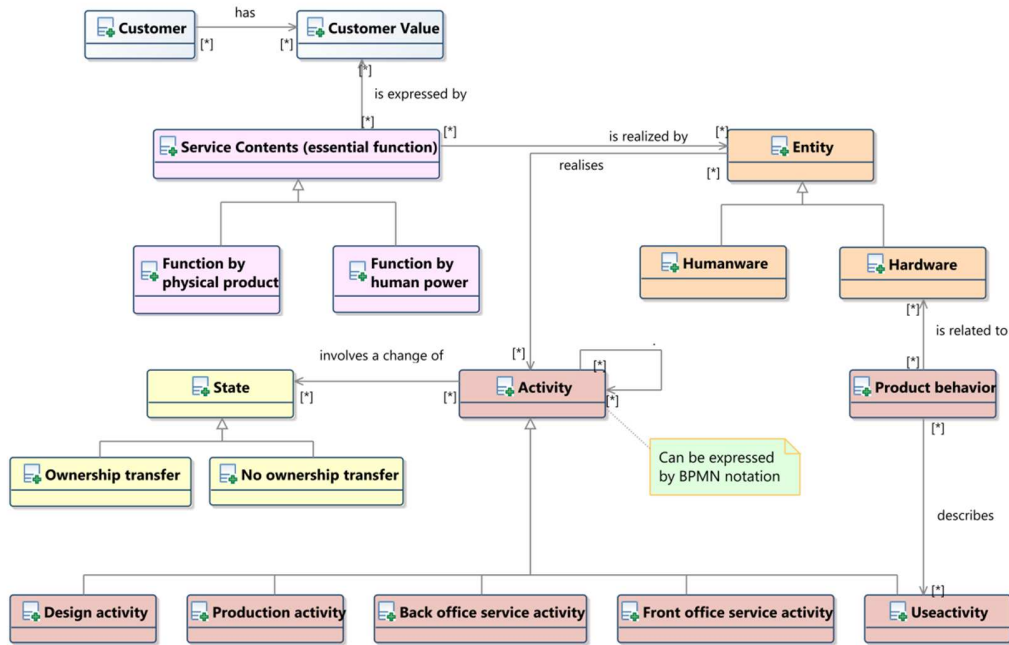 has
Customer
Customer Value
[*]
[*]
[*]
is expressed by
[*]
[*]
[*]
Service Contents (essential function)
is realized by
Entity
realises
[*]
Function by
physical product
Function by
human power
Humanware
Hardware
[*]
is related to
involves a change of
[*]
.
[*]
[*]
State
Activity
Product behavior
[*]
[*]
[*]
[*]
Can be expressed
by BPMN notation
Ownership transfer
No ownership transfer
describes
[*]
Design activity
Production activity
Back office service activity
Front office service activity
Useactivity